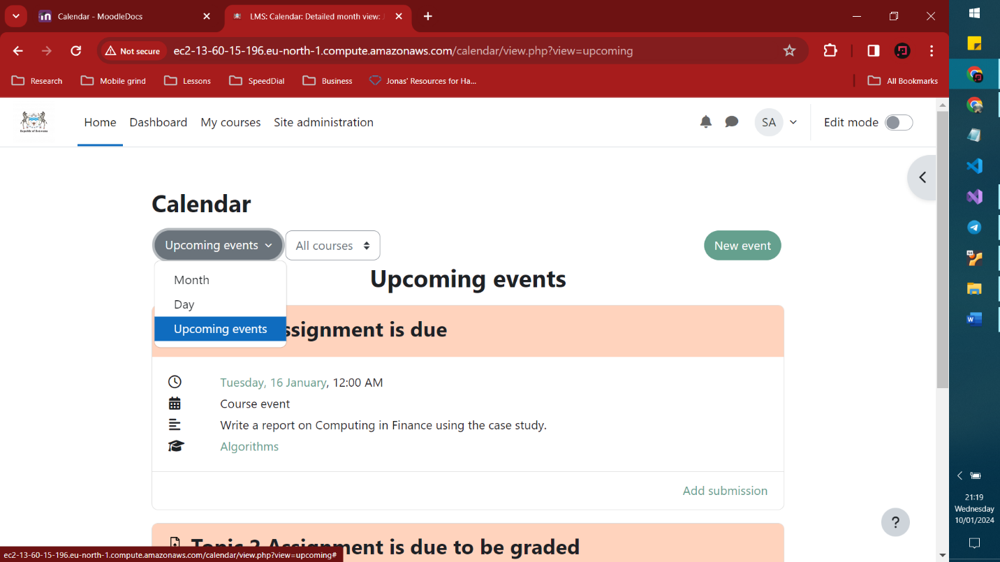 Calendar - MoodleDocs
LMS: Calendar: Detailed month view:
Not secure
ec2-13-60-15-196.eu-north-1.compute.amazonaws.com/calendar/view.php?view=upcoming
Research
Mobile grind
Lessons
SpeedDial
Business
Jonas' Resources for Ha...
All Bookmarks
Republic of Botswana
Home
Dashboard
My courses
Site administration
SA
Edit mode
Calendar
Upcoming events
All courses
New event
Month
Day
Upcoming events
Upcoming events
ssignment is due
Tuesday, 16 January, 12:00 AM
Course event
Write a report on Computing in Finance using the case study.
Algorithms
Add submission
Topic 2 Assignment is due to be graded
?
ec2-13-60-15-196.eu-north-1.compute.amazonaws.com/calendar/view.php?view=upcoming#
21:19
Wednesday
10/01/2024